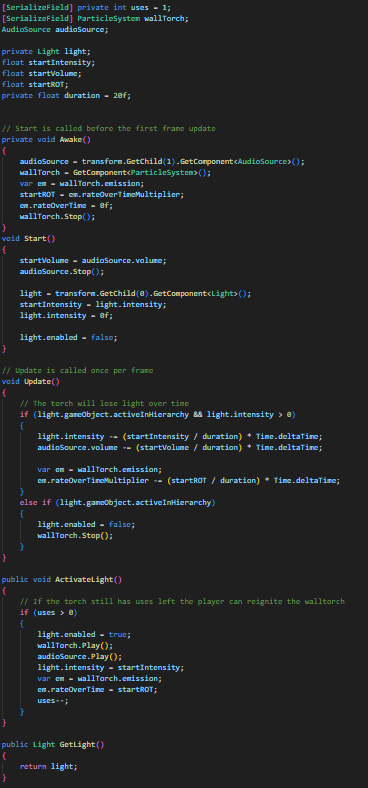 [SerializeField] private int uses = 1;
[SerializeField] ParticleSystem wallTorch;
AudioSource audioSource;

private Light light;
float startIntensity;
float startVolume;
float startROT;
private float duration = 20f;


// Start is called before the first frame update
private void Awake()
{
    audioSource = transform.GetChild(1).GetComponent<AudioSource>();
    wallTorch = GetComponent<ParticleSystem>();
    var em = wallTorch.emission;
    startROT = em.rateOverTimeMultiplier;
    em.rateOverTime = 0f;
    wallTorch.Stop();
}
void Start()
{
    startVolume = audioSource.volume;
    audioSource.Stop();

    light = transform.GetChild(0).GetComponent<Light>();
    startIntensity = light.intensity;
    light.intensity = 0f;

    light.enabled = false;
}

// Update is called once per frame
void Update()
{
    // The torch will lose light over time
    if (light.gameObject.activeInHierarchy && light.intensity > 0)
    {
        light.intensity -= (startIntensity / duration) * Time.deltaTime;
        audioSource.volume -= (startVolume / duration) * Time.deltaTime;

        var em = wallTorch.emission;
        em.rateOverTimeMultiplier -= (startROT / duration) * Time.deltaTime;
    }
    else if (light.gameObject.activeInHierarchy)
    {
        light.enabled = false;
        wallTorch.Stop();
    }
}

public void ActivateLight()
{
    // If the torch still has uses left the player can reignite the walltorch
    if (uses > 0)
    {
        light.enabled = true;
        wallTorch.Play();
        audioSource.Play();
        light.intensity = startIntensity;
        var em = wallTorch.emission;
        em.rateOverTime = startROT;
        uses--;
    }
}

public Light GetLight()
{
    return light;
}